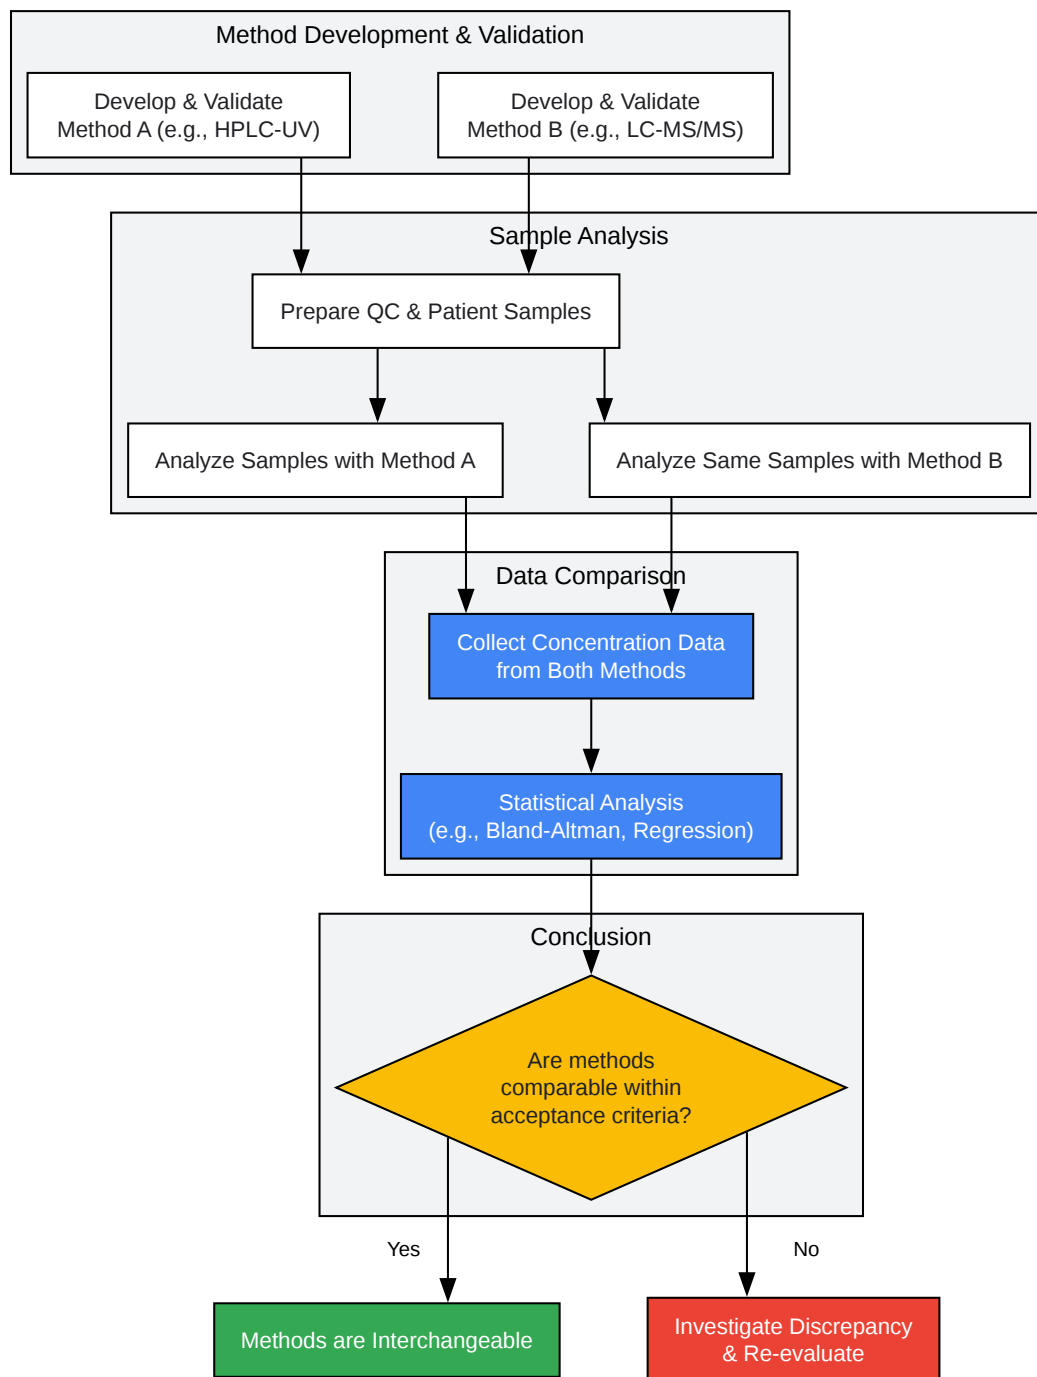 Method Development & Validation
Develop & Validate
Method A (e.g., HPLC-UV)
Develop & Validate
Method B (e.g., LC-MS/MS)
Sample Analysis
Prepare QC & Patient Samples
Analyze Samples with Method A
Analyze Same Samples with Method B
Data Comparison
Collect Concentration Data
from Both Methods
Statistical Analysis
(e.g., Bland-Altman, Regression)
Conclusion
Are methods
comparable within
acceptance criteria?
Yes
No
Methods are Interchangeable
Investigate Discrepancy
& Re-evaluate